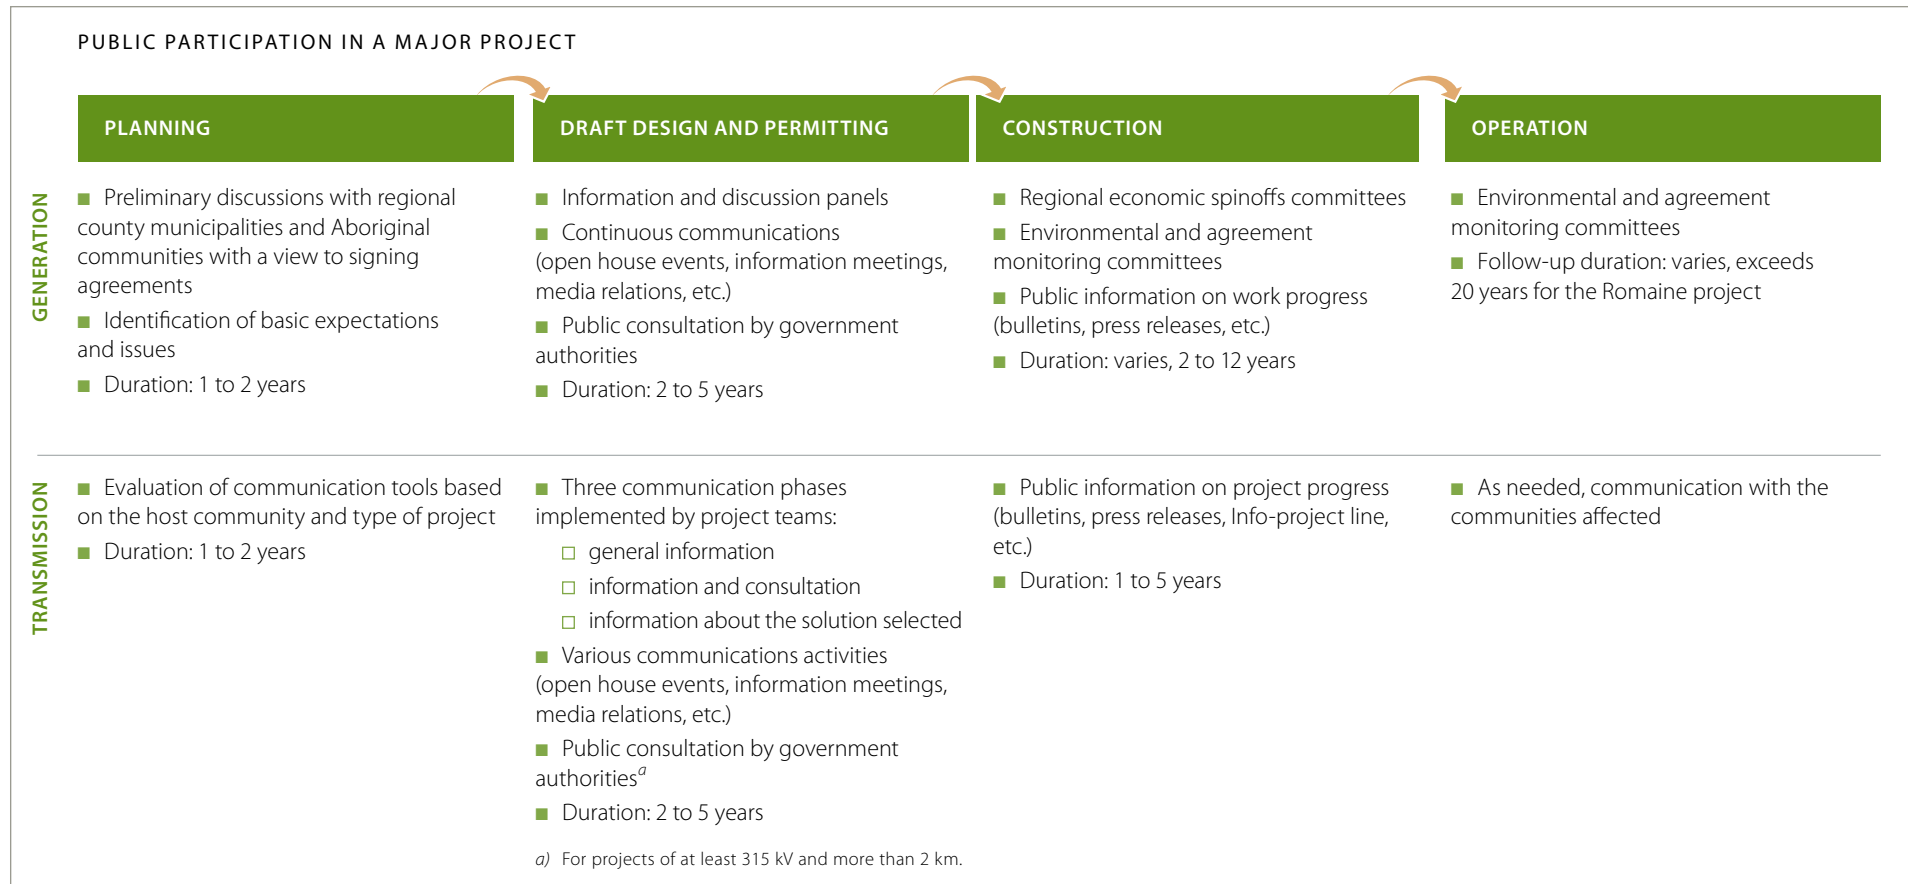 PUBLIC PARTICIPATION IN A MAJOR PROJECT
PLANNING
DRAFT DESIGN AND PERMITTING
CONSTRUCTION
OPERATION
GENERATION
■ Preliminary discussions with regional
county municipalities and Aboriginal
communities with a view to signing
agreements
■ Identification of basic expectations
and issues
■ Duration: 1 to 2 years
■ Information and discussion panels
■ Continuous communications
(open house events, information meetings,
media relations, etc.)
■ Public consultation by government
authorities
■ Duration: 2 to 5 years
■ Regional economic spinoffs committees
■ Environmental and agreement
monitoring committees
■ Public information on work progress
(bulletins, press releases, etc.)
■ Duration: varies, 2 to 12 years
■ Environmental and agreement
monitoring committees
■ Follow-up duration: varies, exceeds
20 years for the Romaine project
TRANSMISSION
■ Evaluation of communication tools based
on the host community and type of project
■ Duration: 1 to 2 years
■ Three communication phases
implemented by project teams:
□ general information
□ information and consultation
□ information about the solution selected
■ Various communications activities
(open house events, information meetings,
media relations, etc.)
■ Public consultation by government
authorities^a
■ Duration: 2 to 5 years
a) For projects of at least 315 kV and more than 2 km.
■ Public information on project progress
(bulletins, press releases, Info-project line,
etc.)
■ Duration: 1 to 5 years
■ As needed, communication with the
communities affected